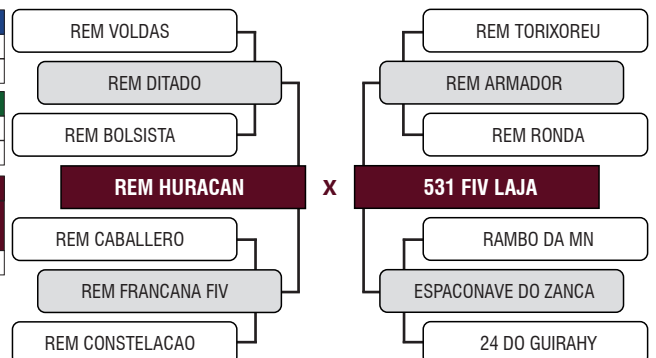 REM VOLDAS
REM TORIXOREU
REM DITADO
REM ARMADOR
REM BOLSISTA
REM RONDA
REM HURACAN X 531 FIV LAJA
REM CABALLERO
RAMBO DA MN
REM FRANCANA FIV
ESPACONAVE DO ZANCA
REM CONSTELACAO
24 DO GUIRAHY